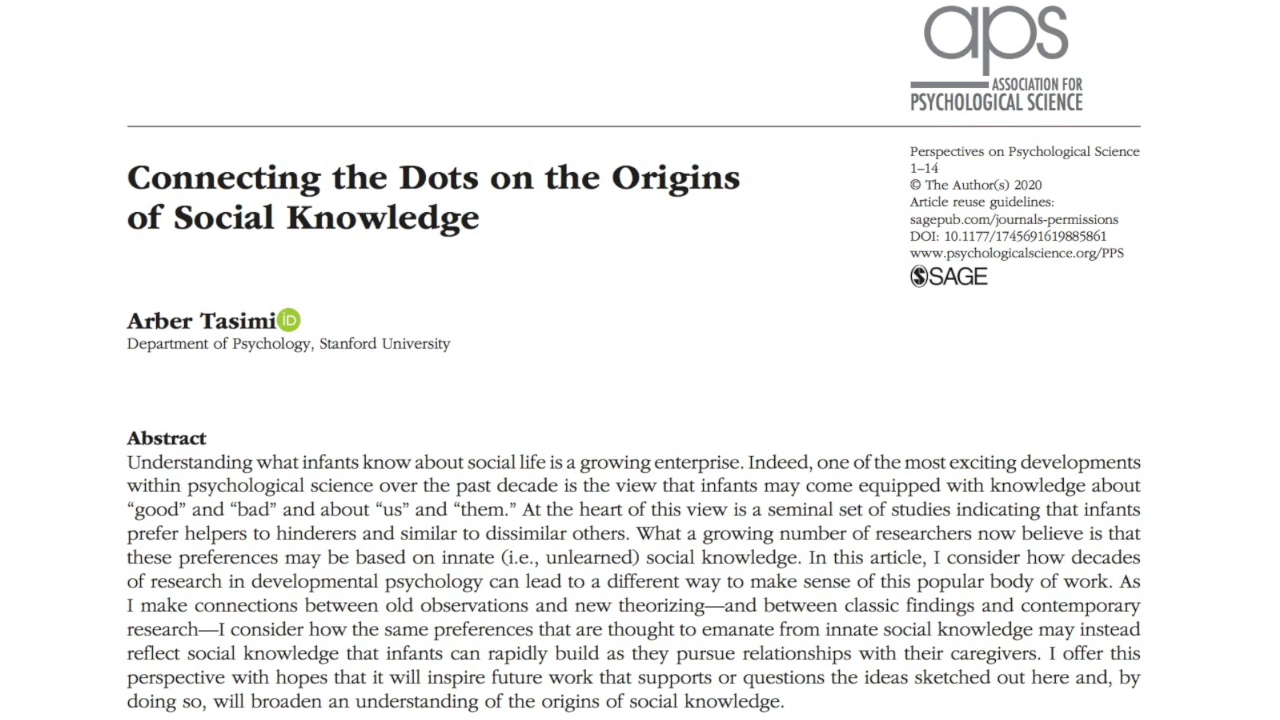 aps
ASSOCIATION FOR
PSYCHOLOGICAL SCIENCE
Connecting the Dots on the Origins
of Social Knowledge
Perspectives on Psychological Science
1–14
© The Author(s) 2020
Article reuse guidelines:
sagepub.com/journals-permissions
DOI: 10.1177/1745691619885861
www.psychologicalscience.org/PPS
SSAGE
Arber Tasimi iD
Department of Psychology, Stanford University
Abstract
Understanding what infants know about social life is a growing enterprise. Indeed, one of the most exciting developments
within psychological science over the past decade is the view that infants may come equipped with knowledge about
“good” and “bad” and about “us” and “them.” At the heart of this view is a seminal set of studies indicating that infants
prefer helpers to hinderers and similar to dissimilar others. What a growing number of researchers now believe is that
these preferences may be based on innate (i.e., unlearned) social knowledge. In this article, I consider how decades
of research in developmental psychology can lead to a different way to make sense of this popular body of work. As
I make connections between old observations and new theorizing—and between classic findings and contemporary
research—I consider how the same preferences that are thought to emanate from innate social knowledge may instead
reflect social knowledge that infants can rapidly build as they pursue relationships with their caregivers. I offer this
perspective with hopes that it will inspire future work that supports or questions the ideas sketched out here and, by
doing so, will broaden an understanding of the origins of social knowledge.